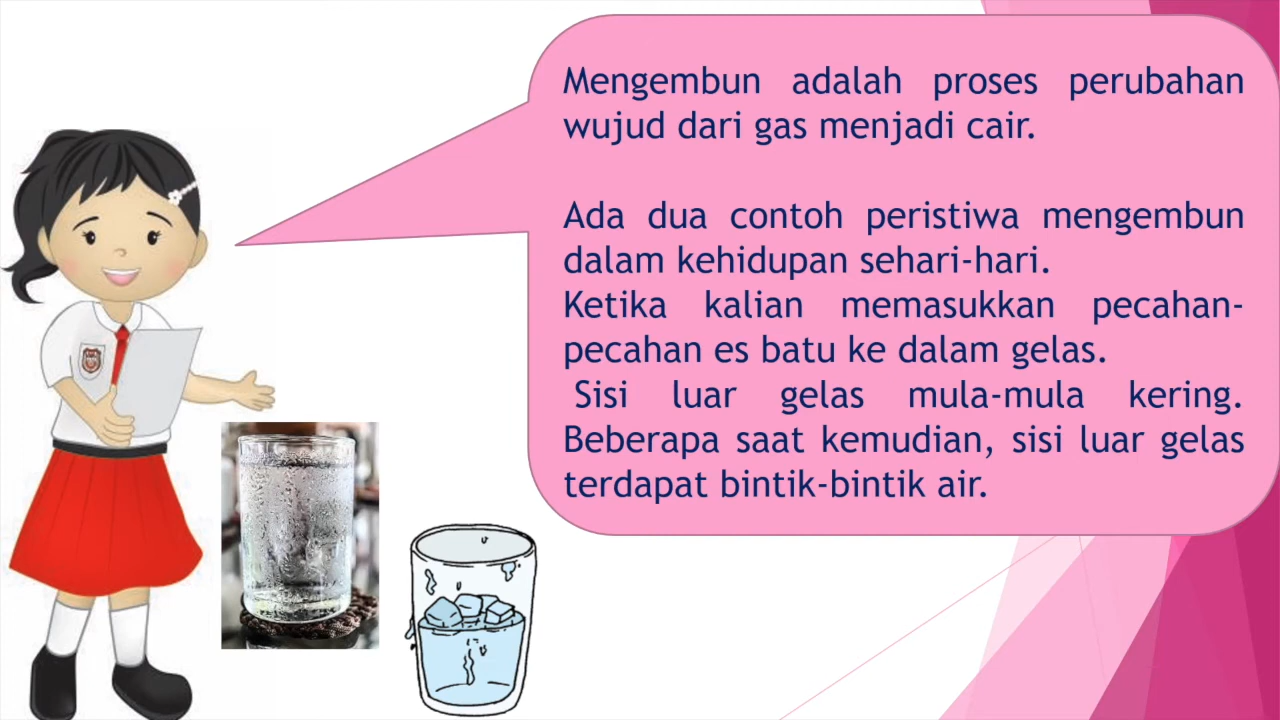 Mengembun adalah proses perubahan
wujud dari gas menjadi cair.
Ada dua contoh peristiwa mengembun
dalam kehidupan sehari-hari.
Ketika kalian memasukkan pecahan-
pecahan es batu ke dalam gelas.
Sisi luar gelas mula-mula kering.
Beberapa saat kemudian, sisi luar gelas
terdapat bintik-bintik air.